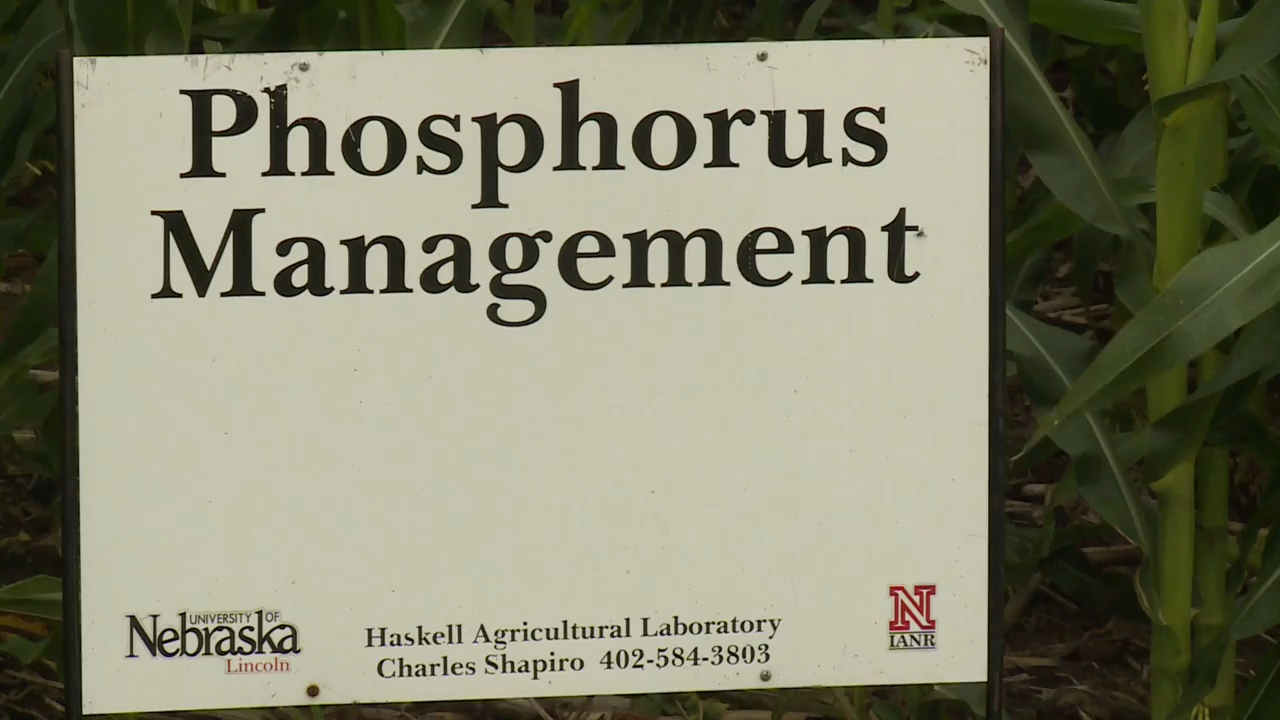 Phosphorus
Management
UNIVERSITY OF
Nebraska
Lincoln
Haskell Agricultural Laboratory
Charles Shapiro 402-584-3803
N
IANR